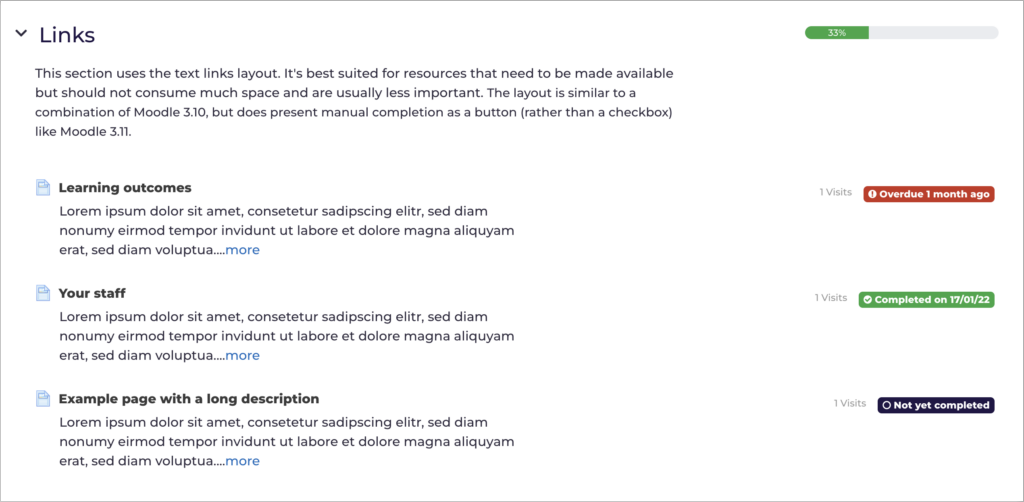 Links
33%
This section uses the text links layout. It's best suited for resources that need to be made available
but should not consume much space and are usually less important. The layout is similar to a
combination of Moodle 3.10, but does present manual completion as a button (rather than a checkbox)
like Moodle 3.11.
Learning outcomes
1 Visits
Overdue 1 month ago
Lorem ipsum dolor sit amet, consetetur sadipscing elitr, sed diam
nonumy eirmod tempor invidunt ut labore et dolore magna aliquyam
erat, sed diam voluptua....more
Your staff
1 Visits
Completed on 17/01/22
Lorem ipsum dolor sit amet, consetetur sadipscing elitr, sed diam
nonumy eirmod tempor invidunt ut labore et dolore magna aliquyam
erat, sed diam voluptua....more
Example page with a long description
1 Visits
Not yet completed
Lorem ipsum dolor sit amet, consetetur sadipscing elitr, sed diam
nonumy eirmod tempor invidunt ut labore et dolore magna aliquyam
erat, sed diam voluptua....more